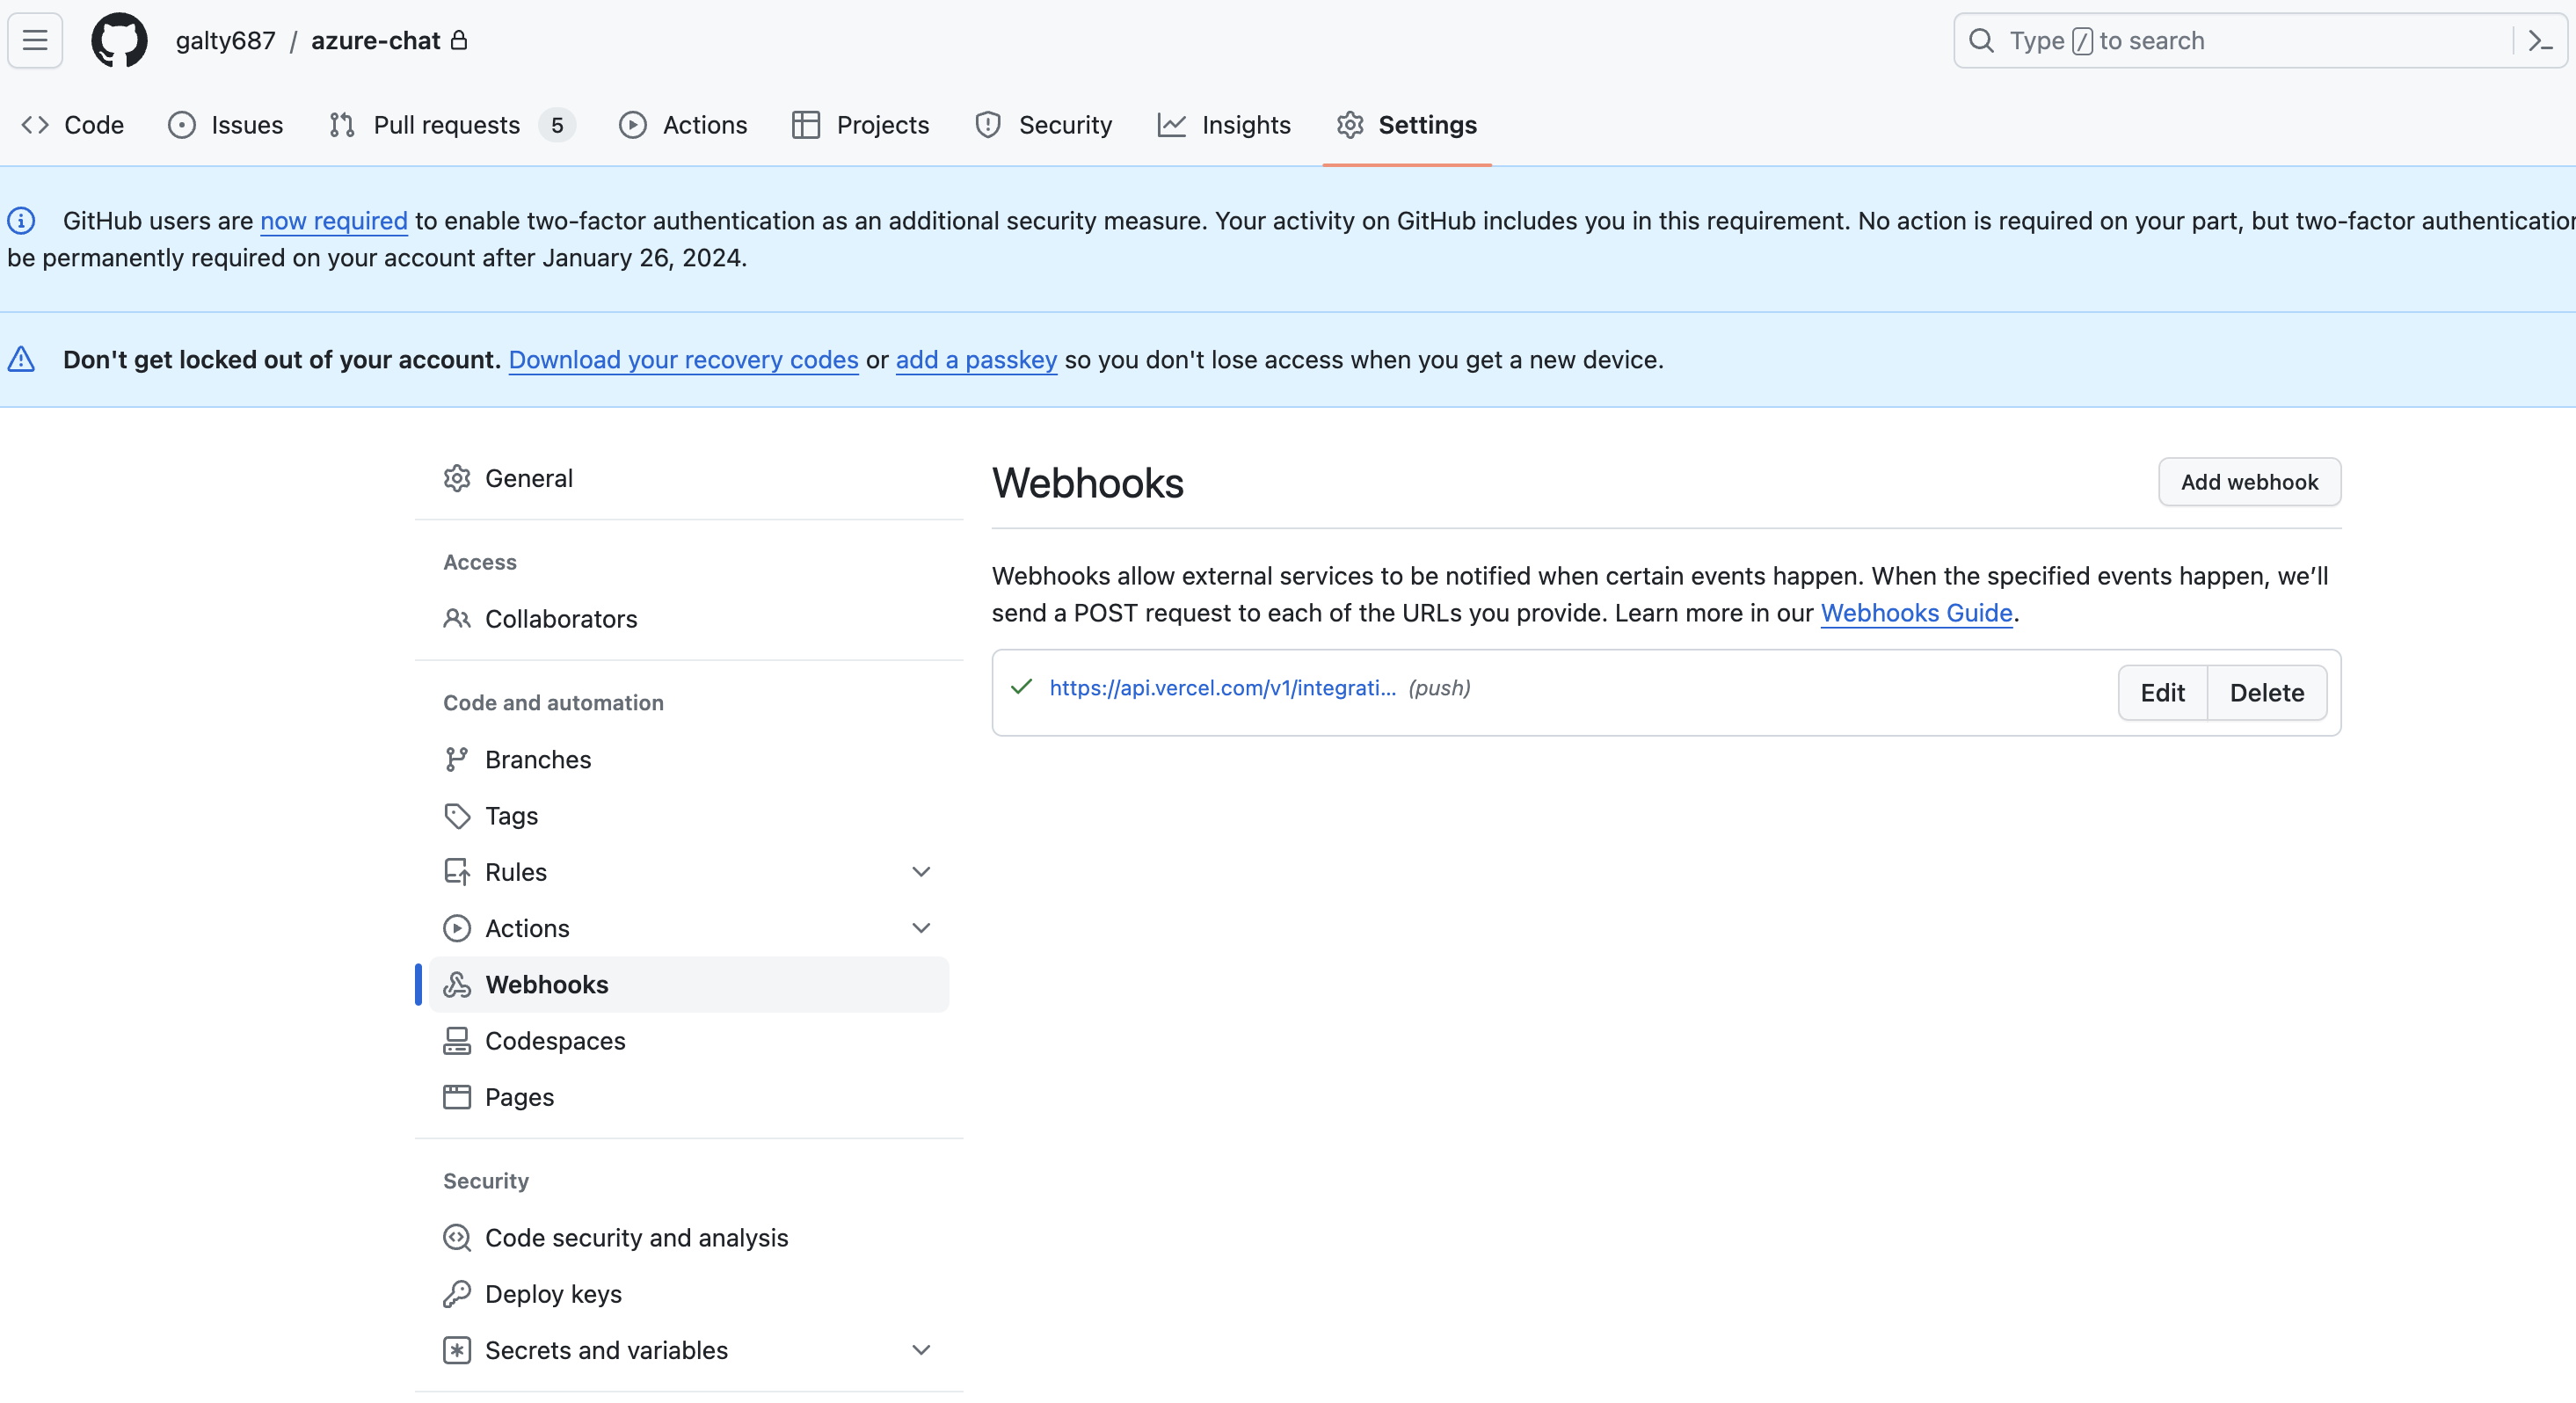 galty687 / azure-chat
Type / to search
Code Issues Pull requests 5 Actions Projects Security Insights Settings
GitHub users are now required to enable two-factor authentication as an additional security measure. Your activity on GitHub includes you in this requirement. No action is required on your part, but two-factor authentication
be permanently required on your account after January 26, 2024.
Don't get locked out of your account. Download your recovery codes or add a passkey so you don't lose access when you get a new device.
General
Access
Collaborators
Code and automation
Branches
Tags
Rules
Actions
Webhooks
Codespaces
Pages
Security
Code security and analysis
Deploy keys
Secrets and variables
Webhooks
Add webhook
Webhooks allow external services to be notified when certain events happen. When the specified events happen, we’ll
send a POST request to each of the URLs you provide. Learn more in our Webhooks Guide.
https://api.vercel.com/v1/integrati... (push)
Edit Delete